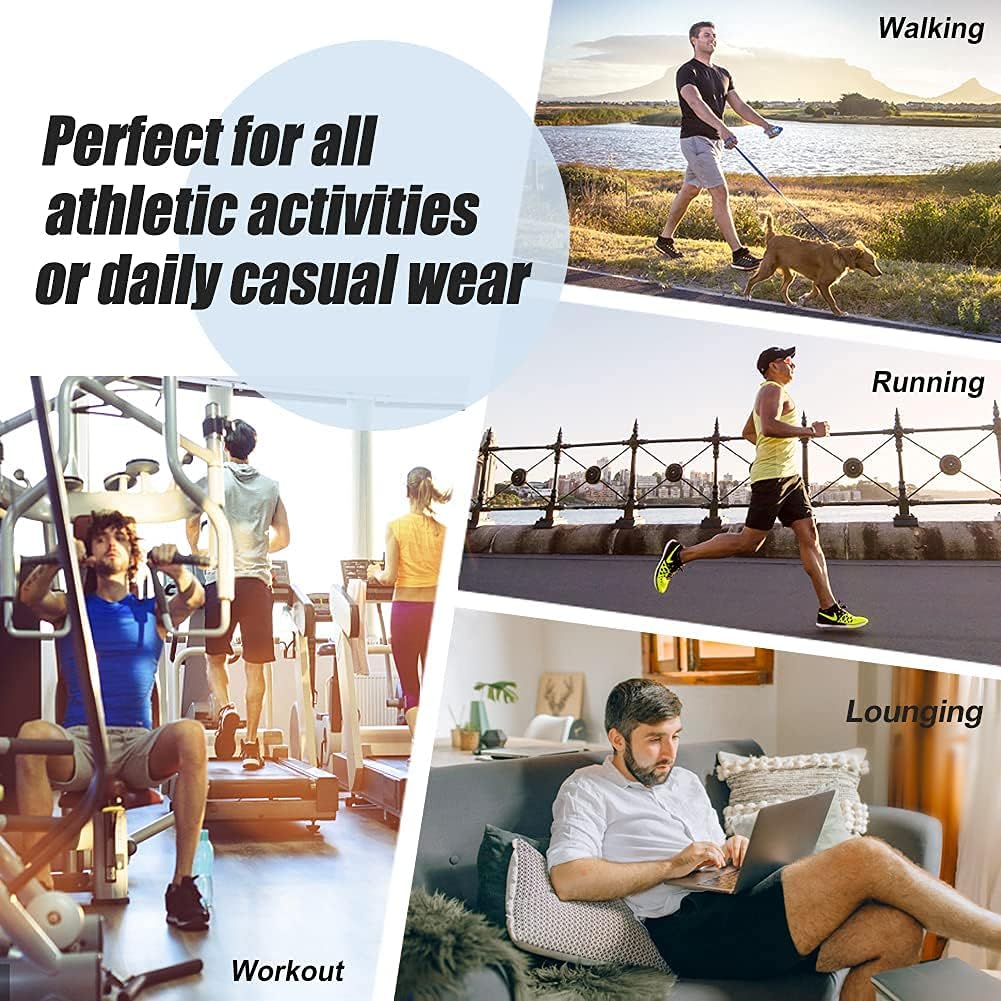 Perfect for all
athletic activities
or daily casual wear
Walking
Running
Lounging
Workout